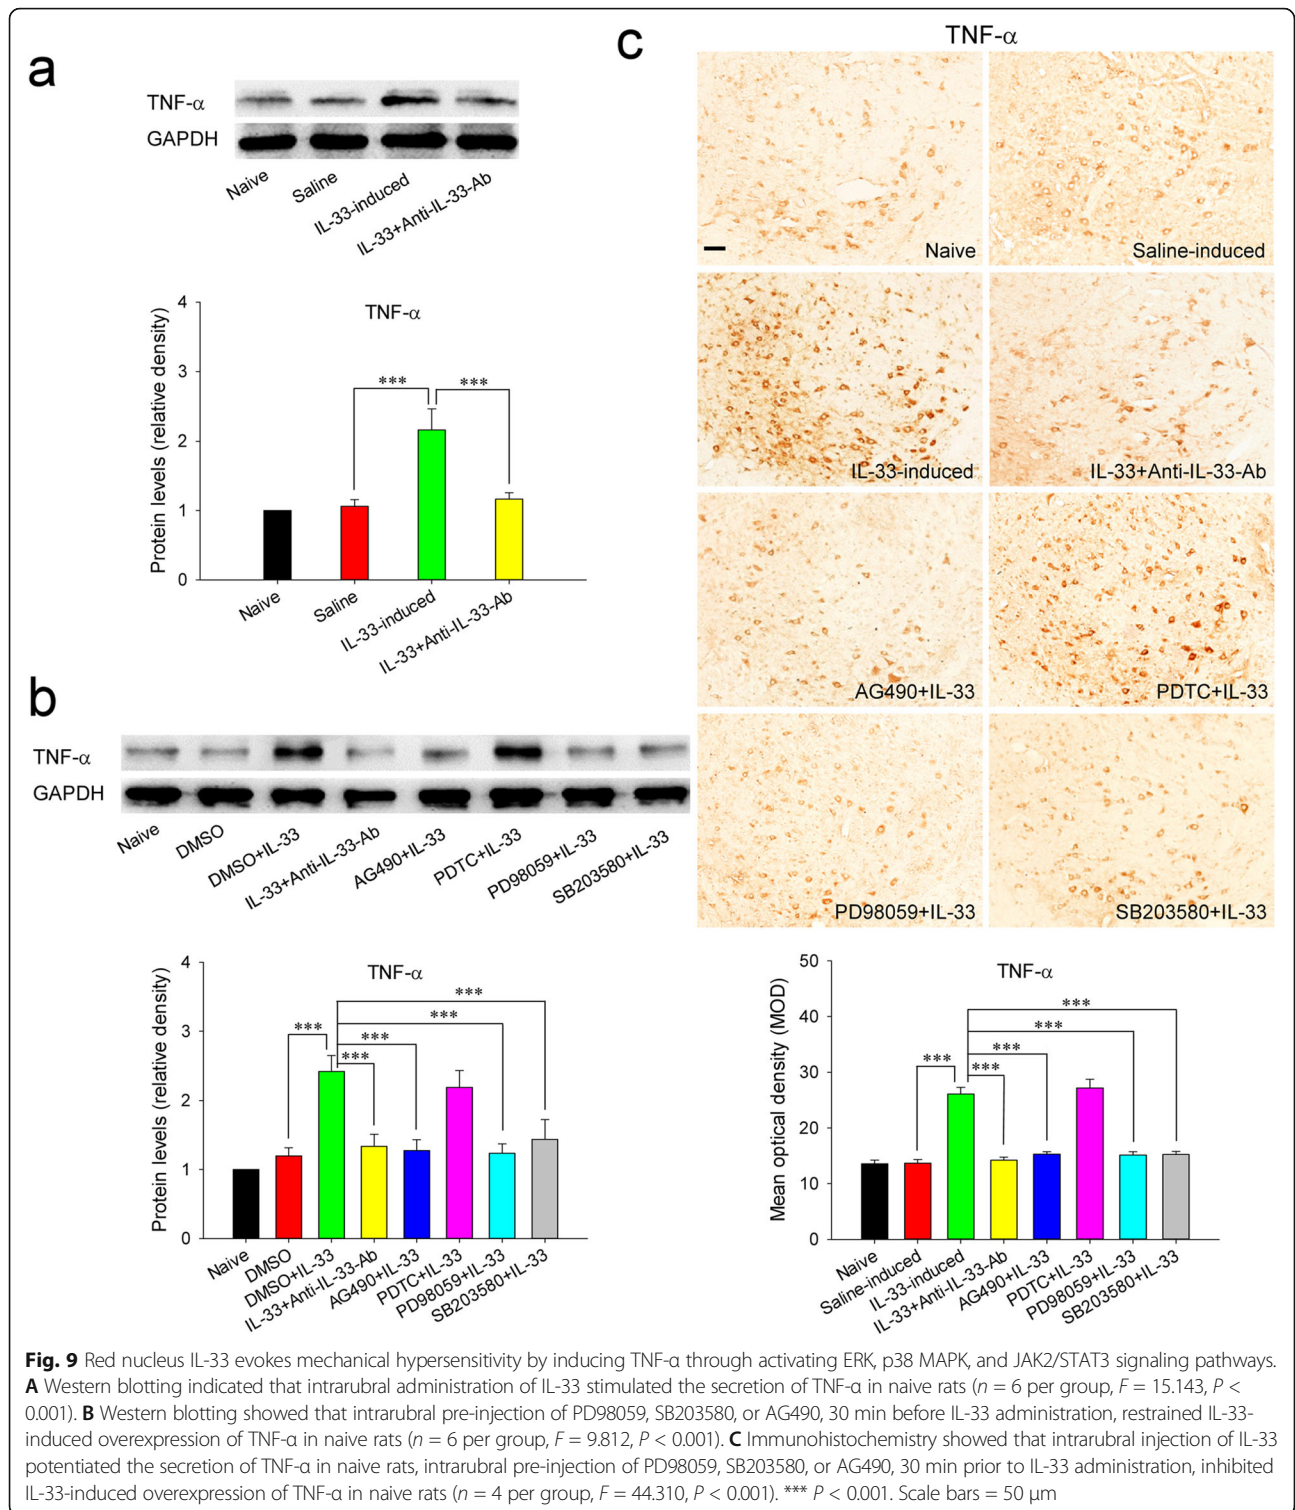 a
TNF-α
GAPDH
Naive
Saline
IL-33-induced
IL-33+Anti-IL-33-Ab
TNF-α
Protein levels (relative density)
4
3
2
1
0
***
***
Naive
Saline
IL-33-induced
IL-33+Anti-IL-33-Ab
b
TNF-α
GAPDH
Naive
DMSO
DMSO+IL-33
IL-33+Anti-IL-33-Ab
AG490+IL-33
PDTC+IL-33
PD98059+IL-33
SB203580+IL-33
TNF-α
Protein levels (relative density)
4
3
2
1
0
***
***
***
***
***
Naive
DMSO
DMSO+IL-33
IL-33+Anti-IL-33-Ab
AG490+IL-33
PDTC+IL-33
PD98059+IL-33
SB203580+IL-33
c
TNF-α
Naive
Saline-induced
IL-33-induced
IL-33+Anti-IL-33-Ab
AG490+IL-33
PDTC+IL-33
PD98059+IL-33
SB203580+IL-33
TNF-α
Mean optical density (MOD)
50
40
30
20
10
0
***
***
***
***
***
Naive
Saline-induced
IL-33-induced
IL-33+Anti-IL-33-Ab
AG490+IL-33
PDTC+IL-33
PD98059+IL-33
SB203580+IL-33
Fig. 9 Red nucleus IL-33 evokes mechanical hypersensitivity by inducing TNF-α through activating ERK, p38 MAPK, and JAK2/STAT3 signaling pathways.
A Western blotting indicated that intrarubral administration of IL-33 stimulated the secretion of TNF-α in naive rats (n = 6 per group, F = 15.143, P <
0.001). B Western blotting showed that intrarubral pre-injection of PD98059, SB203580, or AG490, 30 min before IL-33 administration, restrained IL-33-
induced overexpression of TNF-α in naive rats (n = 6 per group, F = 9.812, P < 0.001). C Immunohistochemistry showed that intrarubral injection of IL-33
potentiated the secretion of TNF-α in naive rats, intrarubral pre-injection of PD98059, SB203580, or AG490, 30 min prior to IL-33 administration, inhibited
IL-33-induced overexpression of TNF-α in naive rats (n = 4 per group, F = 44.310, P < 0.001). *** P < 0.001. Scale bars = 50 μm